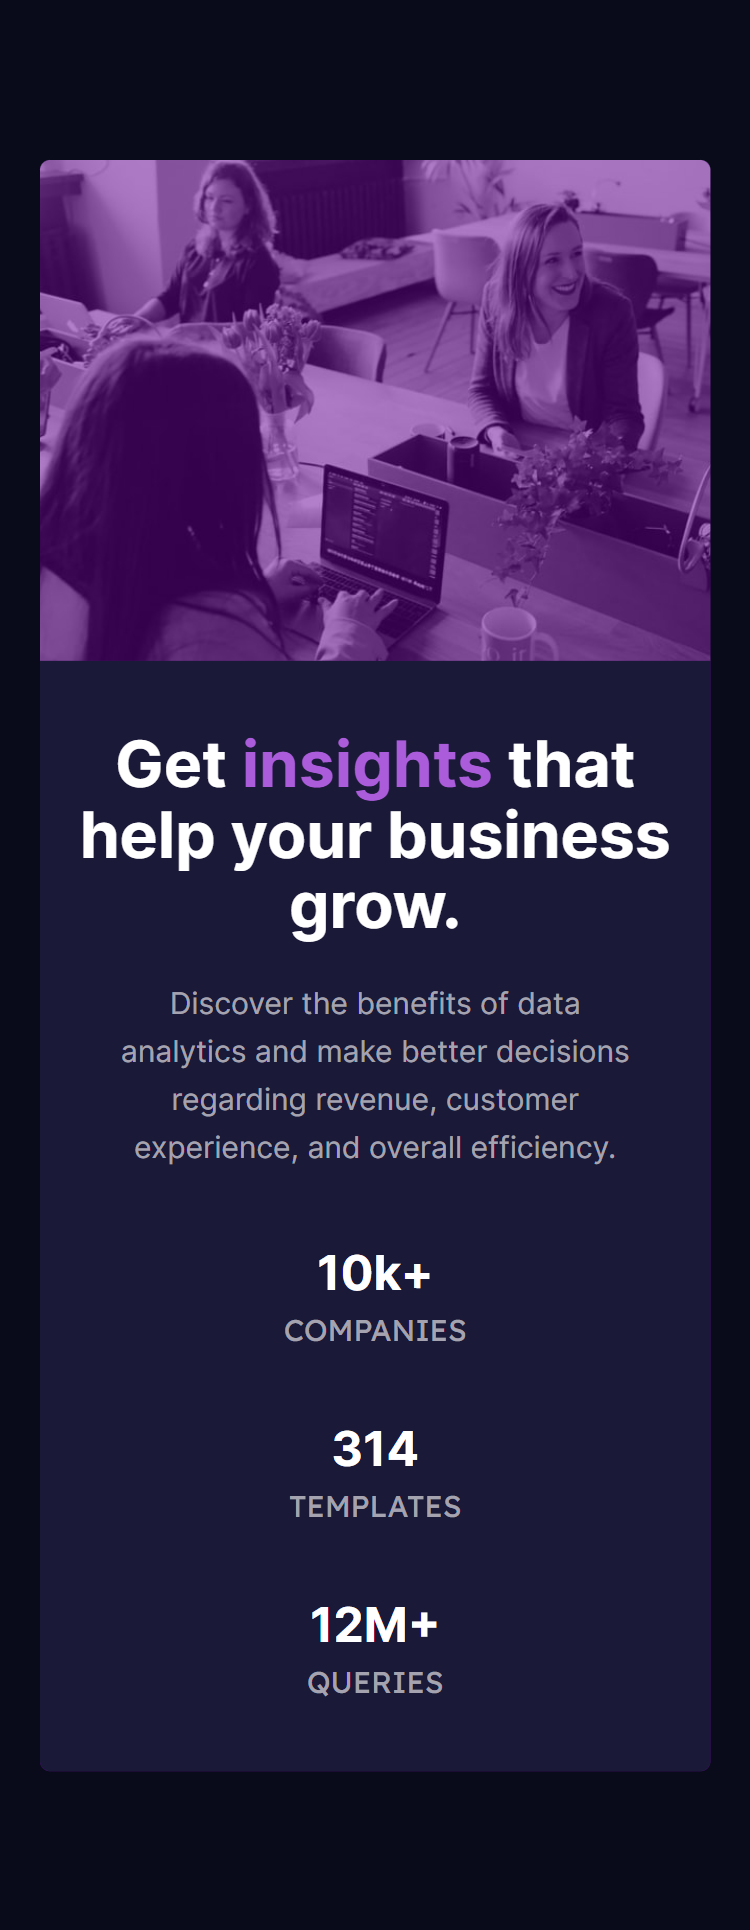 Get insights that
help your business
grow.
Discover the benefits of data
analytics and make better decisions
regarding revenue, customer
experience, and overall efficiency.
10k+
COMPANIES
314
TEMPLATES
12M+
QUERIES